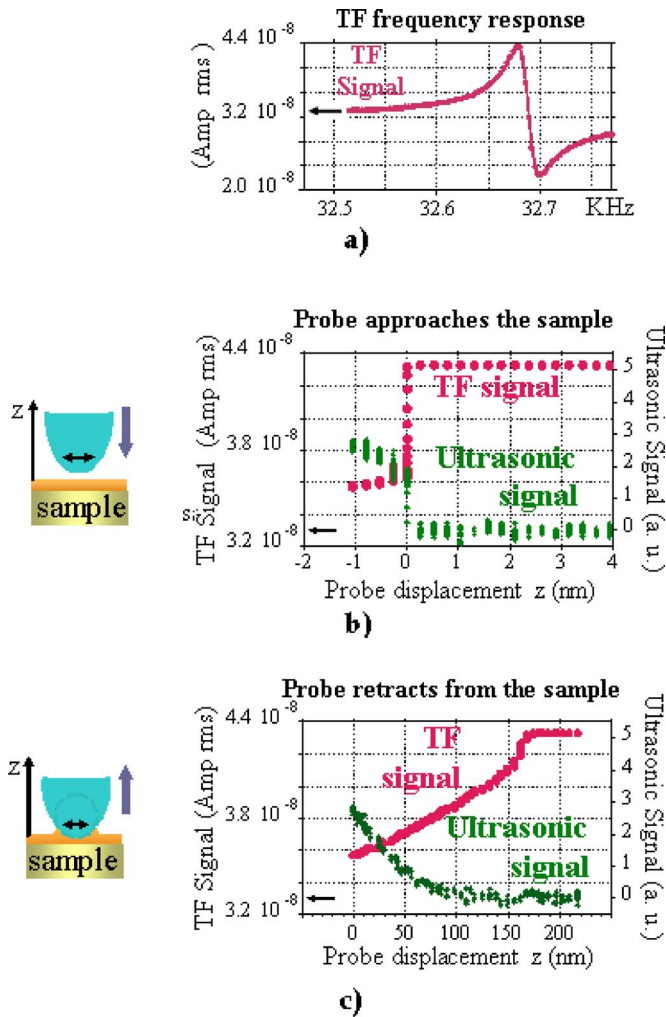 TF frequency response
4.4 10-8
3.2 10-8
2.0 10-8
(Amp rms)
TF
Signal
32.5 32.6 32.7 KHz
a)
Probe approaches the sample
4.4 10-8
3.8 10-8
3.2 10-8
TF Signal (Amp rms)
TF signal
Ultrasonic
signal
5
4
3
2
1
0
Ultrasonic Signal (a. u.)
-2 -1 0 1 2 3 4
Probe displacement z (nm)
z
sample
b)
Probe retracts from the sample
4.4 10-8
3.8 10-8
3.2 10-8
TF Signal (Amp rms)
TF
signal
Ultrasonic
signal
5
4
3
2
1
0
Ultrasonic Signal (a. u.)
0 50 100 150 200
Probe displacement z (nm)
z
sample
c)